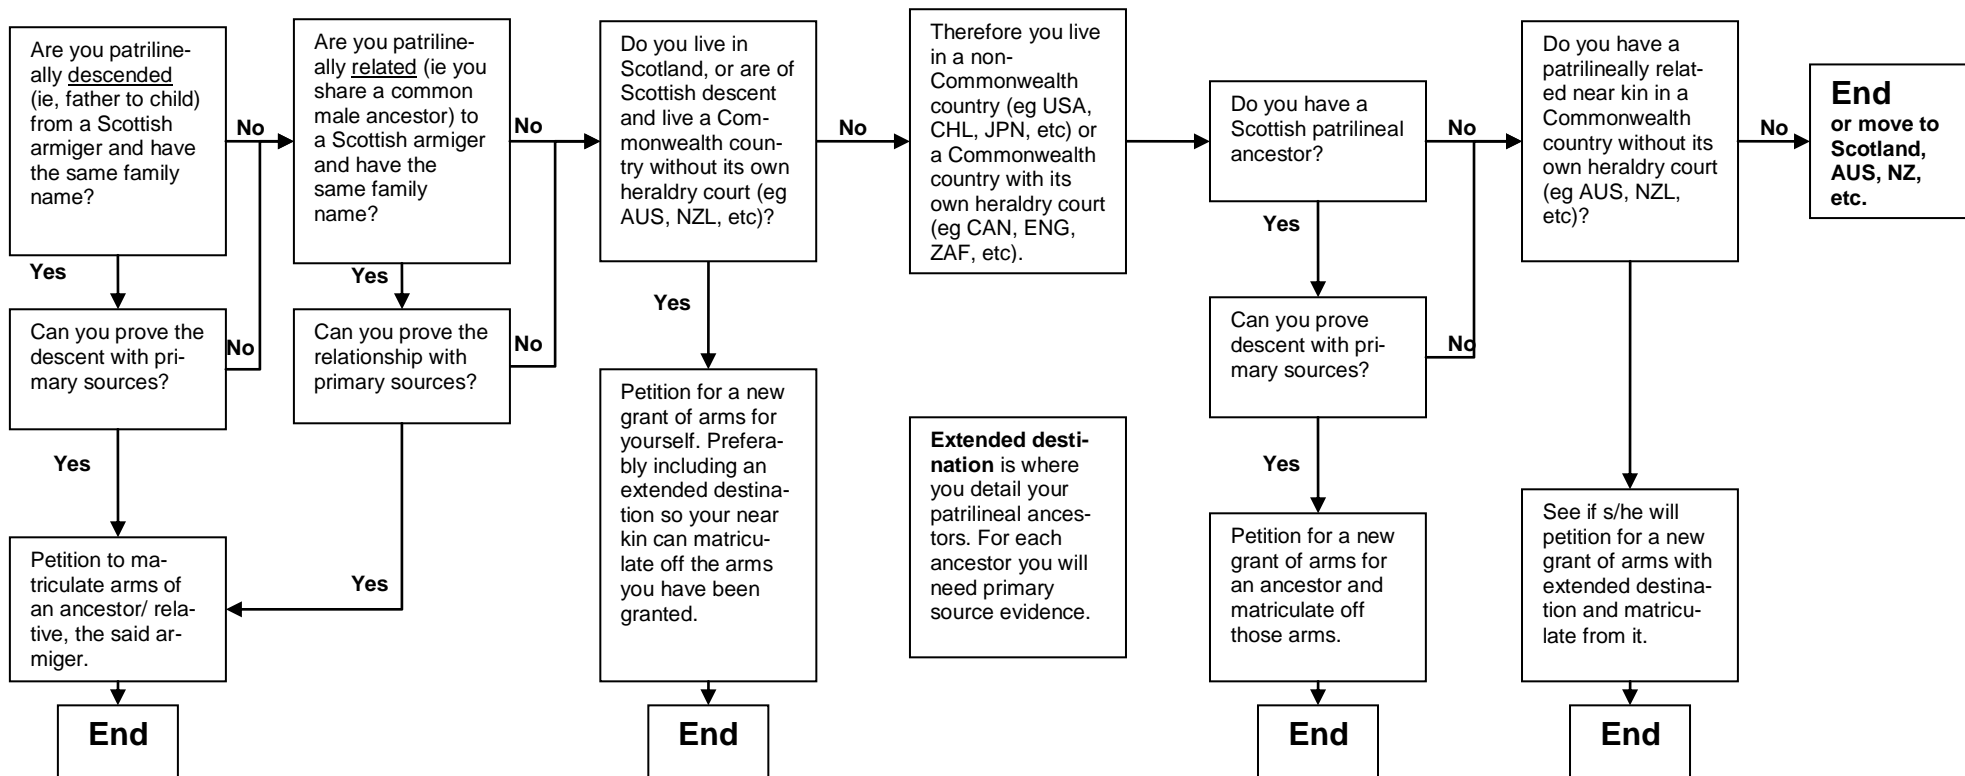 Are you patriline-
ally descended
(ie, father to child)
from a Scottish
armiger and have
the same family
name?
No
Yes
Can you prove the
descent with pri-
mary sources?
No
Yes
Petition to ma-
triculate arms of
an ancestor/ rela-
tive, the said ar-
miger.
End
Are you patriline-
ally related (ie you
share a common
male ancestor) to
a Scottish armiger
and have the
same family
name?
No
Yes
Can you prove the
relationship with
primary sources?
No
Yes
Do you live in
Scotland, or are of
Scottish descent
and live a Com-
monwealth coun-
try without its own
heraldry court (eg
AUS, NZL, etc)?
No
Yes
Petition for a new
grant of arms for
yourself. Prefera-
bly including an
extended destina-
tion so your near
kin can matricu-
late off the arms
you have been
granted.
End
Therefore you live
in a non-
Commonwealth
country (eg USA,
CHL, JPN, etc) or
a Commonwealth
country with its
own heraldry court
(eg CAN, ENG,
ZAF, etc).
Extended desti-
nation is where
you detail your
patrilineal ances-
tors. For each
ancestor you will
need primary
source evidence.
Do you have a
Scottish patrilineal
ancestor?
No
Yes
Can you prove
descent with pri-
mary sources?
No
Yes
Petition for a new
grant of arms for
an ancestor and
matriculate off
those arms.
End
Do you have a
patrilineally relat-
ed near kin in a
Commonwealth
country without its
own heraldry court
(eg AUS, NZL,
etc)?
No
See if s/he will
petition for a new
grant of arms with
extended destina-
tion and matricu-
late from it.
End
End
or move to
Scotland,
AUS, NZ,
etc.